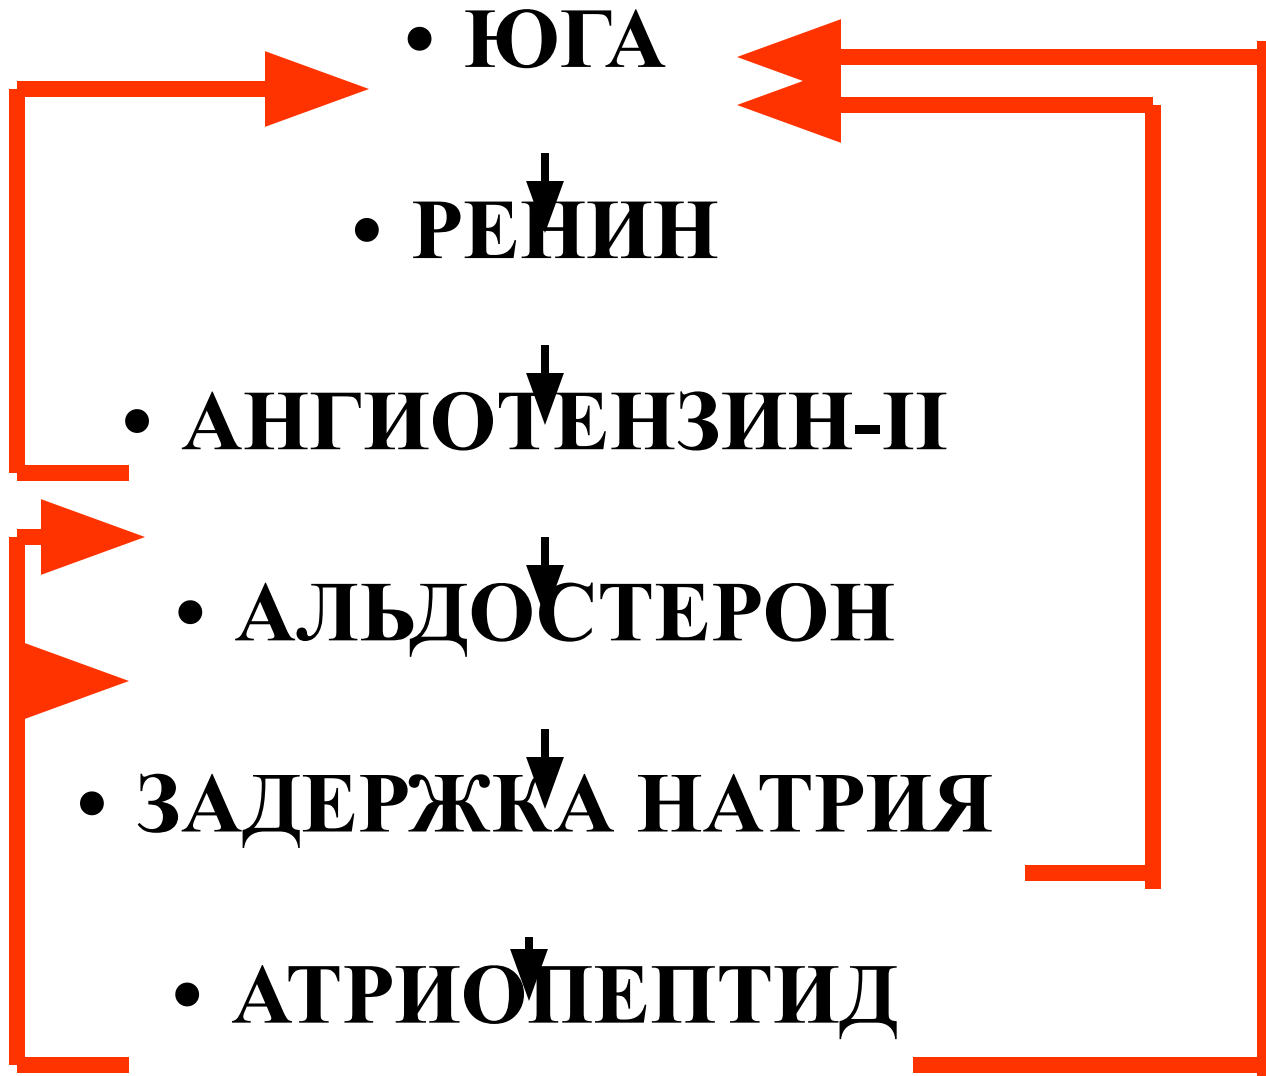 • ЮГА
• РЕНИН
• АНГИОТЕНЗИН-II
• АЛЬДОСТЕРОН
• ЗАДЕРЖКА НАТРИЯ
• АТРИОПЕПТИД